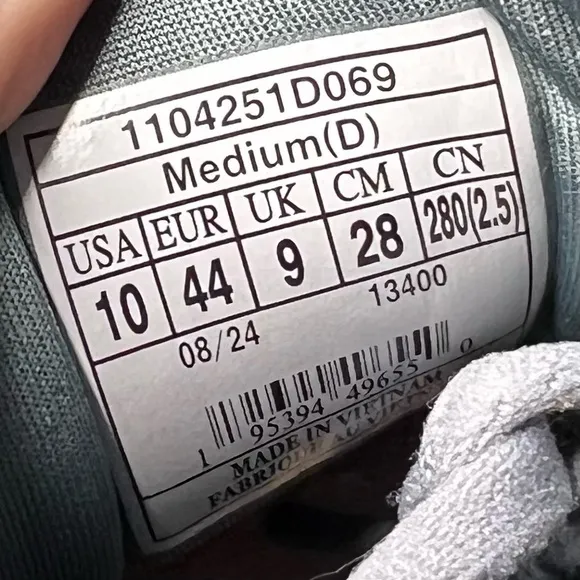 1104251D069
Medium(D)
USA EUR UK CM CN
10 44 9 28 280(2.5)
08/24 13400
1 95394 49655 0
MADE IN VIETNAM
FABRIQUÉ AU VIETNAM